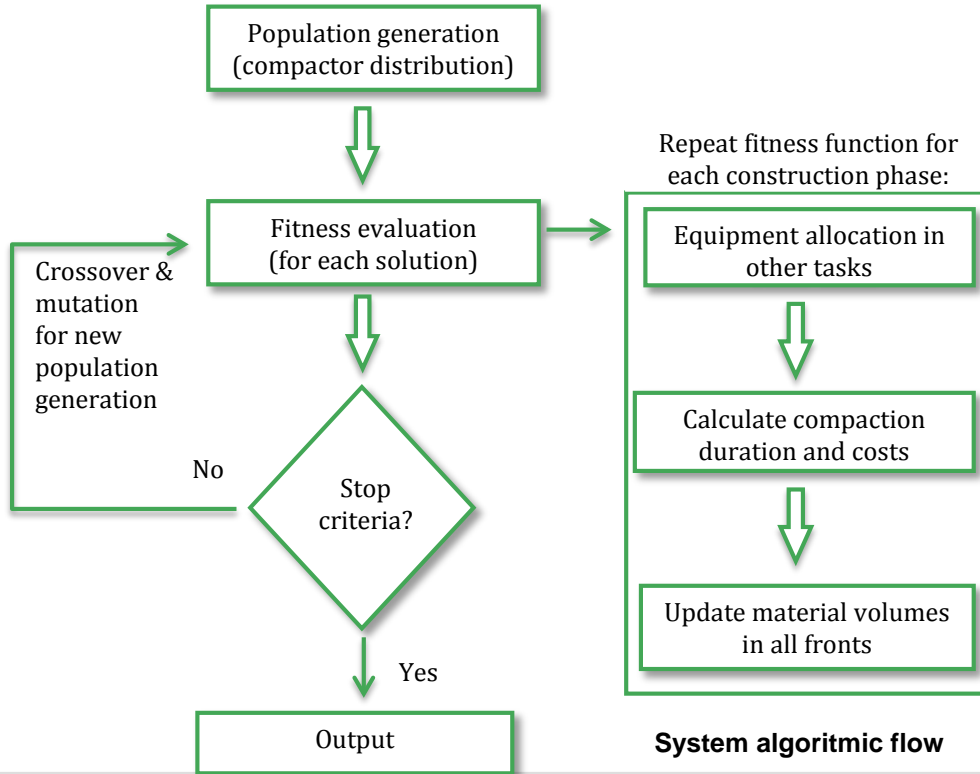 Population generation
(compactor distribution)
Repeat fitness function for
each construction phase:
Fitness evaluation
(for each solution)
Equipment allocation in
other tasks
Crossover &
mutation
for new
population
generation
Calculate compaction
duration and costs
No
Stop
criteria?
Update material volumes
in all fronts
Yes
Output
System algoritmic flow